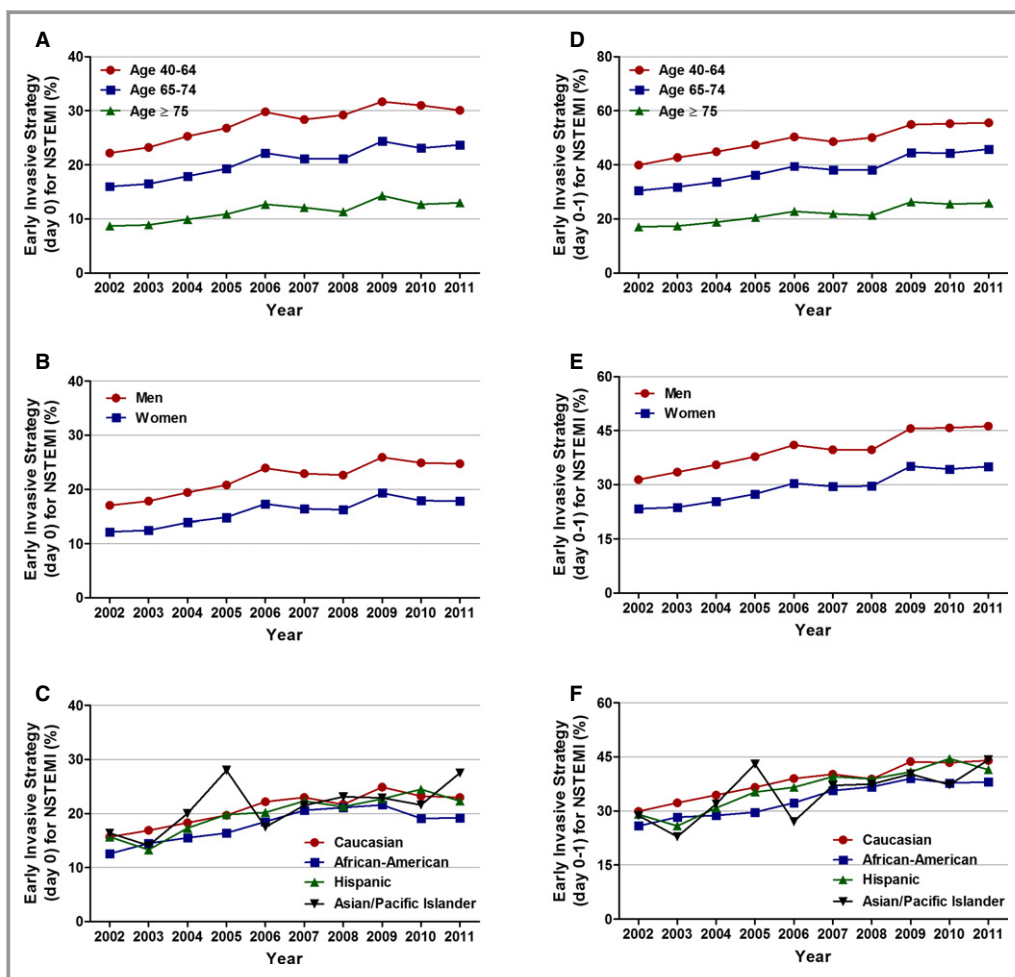 A
Early Invasive Strategy
(day 0) for NSTEMI (%)
40
30
20
10
0
Age 40-64
Age 65-74
Age ≥ 75
2002 2003 2004 2005 2006 2007 2008 2009 2010 2011
Year
D
Early Invasive Strategy
(day 0-1) for NSTEMI (%)
80
60
40
20
0
Age 40-64
Age 65-74
Age ≥ 75
2002 2003 2004 2005 2006 2007 2008 2009 2010 2011
Year
B
Early Invasive Strategy
(day 0) for NSTEMI (%)
40
30
20
10
0
Men
Women
2002 2003 2004 2005 2006 2007 2008 2009 2010 2011
Year
E
Early Invasive Strategy
(day 0-1) for NSTEMI (%)
60
45
30
15
0
Men
Women
2002 2003 2004 2005 2006 2007 2008 2009 2010 2011
Year
C
Early Invasive Strategy
(day 0) for NSTEMI (%)
40
30
20
10
0
Caucasian
African-American
Hispanic
Asian/Pacific Islander
2002 2003 2004 2005 2006 2007 2008 2009 2010 2011
Year
F
Early Invasive Strategy
(day 0-1) for NSTEMI (%)
60
45
30
15
0
Caucasian
African-American
Hispanic
Asian/Pacific Islander
2002 2003 2004 2005 2006 2007 2008 2009 2010 2011
Year